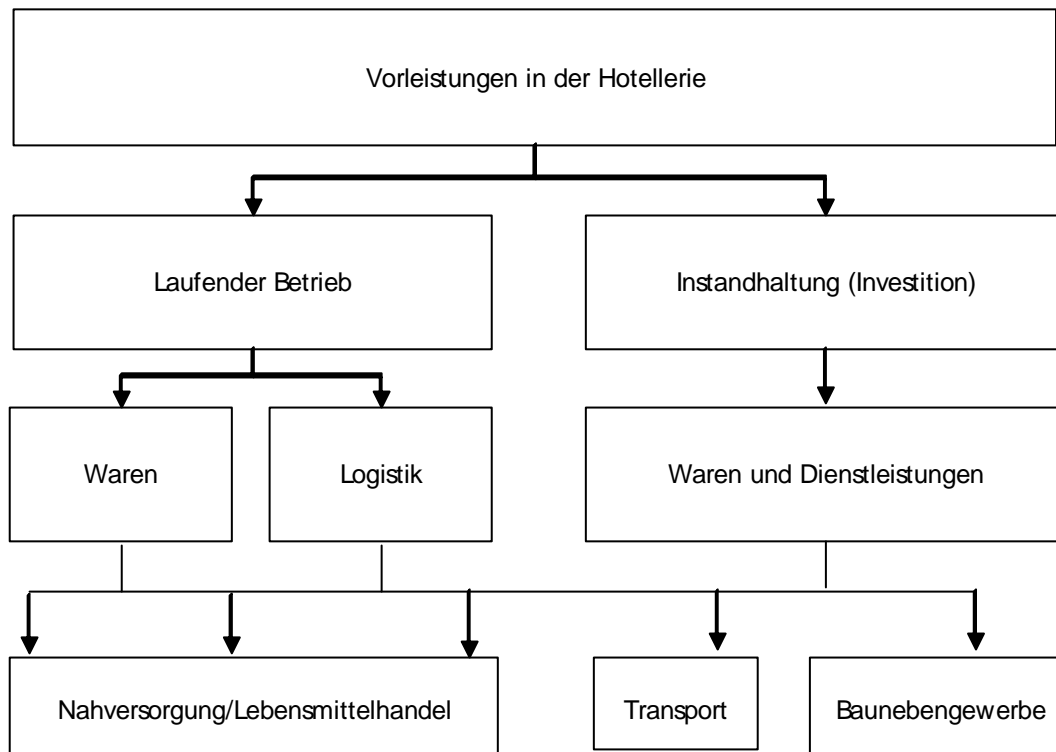 Vorleistungen in der Hotellerie
Laufender Betrieb
Instandhaltung (Investition)
Waren
Logistik
Waren und Dienstleistungen
Nahversorgung/Lebensmittelhandel
Transport
Baunebengewerbe